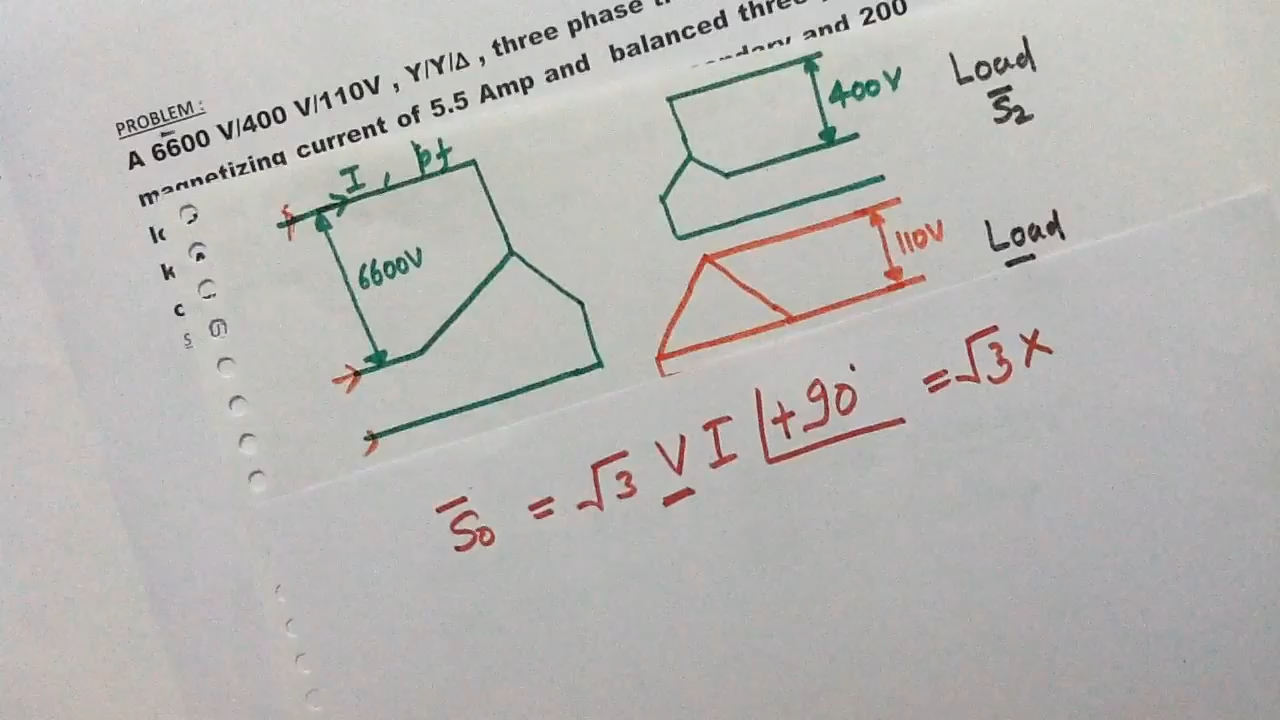 PROBLEM :
A 6600 V/400 V/110V , Y/Y/Δ , three phase
magnetizing current of 5.5 Amp and balanced three
and 200
k
c
s
I , pf
6600V
400V
Load
S̅₂
110V
Load
S̅₀ = √3 V I ∠+90° = √3 ×